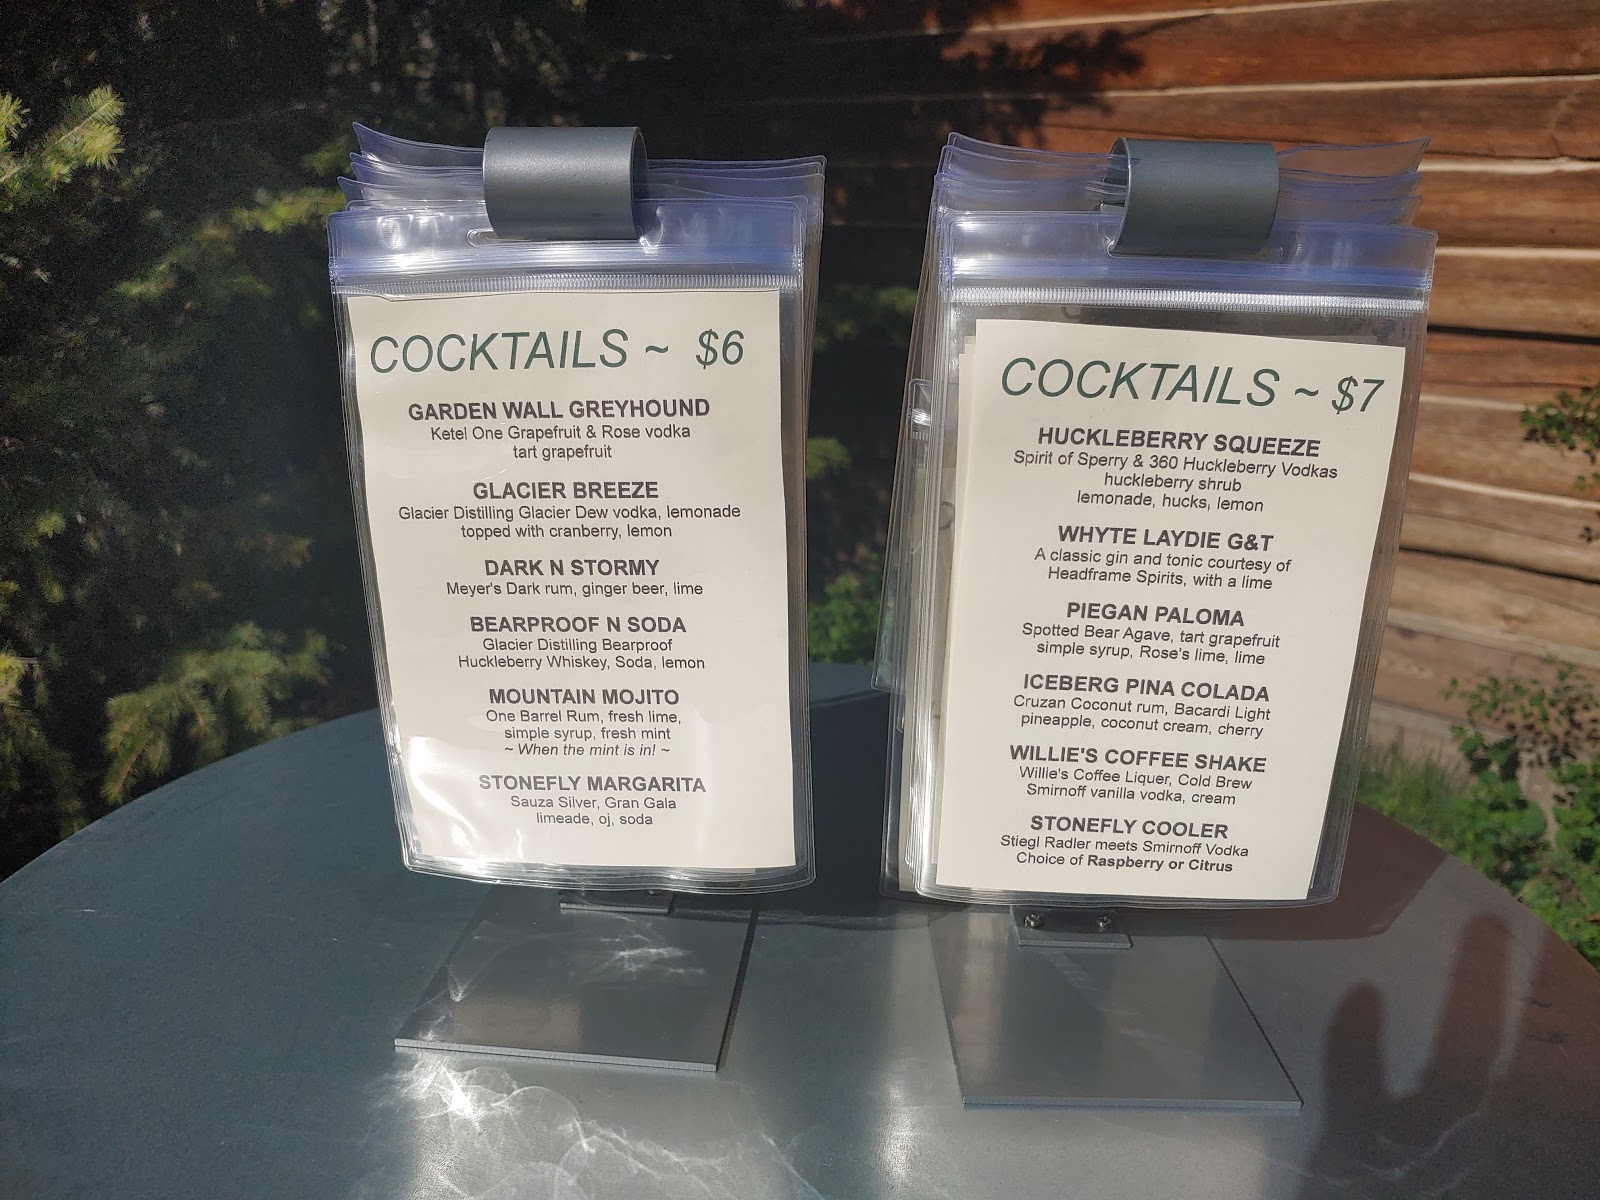 COCKTAILS ~ $6
GARDEN WALL GREYHOUND
Ketel One Grapefruit & Rose vodka
tart grapefruit
GLACIER BREEZE
Glacier Distilling Glacier Dew vodka, lemonade
topped with cranberry, lemon
DARK N STORMY
Meyer's Dark rum, ginger beer, lime
BEARPROOF N SODA
Glacier Distilling Bearproof
Huckleberry Whiskey, Soda, lemon
MOUNTAIN MOJITO
One Barrel Rum, fresh lime,
simple syrup, fresh mint
~ When the mint is in! ~
STONEFLY MARGARITA
Sauza Silver, Gran Gala
limeade, oj, soda
COCKTAILS ~ $7
HUCKLEBERRY SQUEEZE
Spirit of Sperry & 360 Huckleberry Vodkas
huckleberry shrub
lemonade, hucks, lemon
WHYTE LAYDIE G&T
A classic gin and tonic courtesy of
Headframe Spirits, with a lime
PIEGAN PALOMA
Spotted Bear Agave, tart grapefruit
simple syrup, Rose's lime, lime
ICEBERG PINA COLADA
Cruzan Coconut rum, Bacardi Light
pineapple, coconut cream, cherry
WILLIE'S COFFEE SHAKE
Willie's Coffee Liquer, Cold Brew
Smirnoff vanilla vodka, cream
STONEFLY COOLER
Stiegl Radler meets Smirnoff Vodka
Choice of Raspberry or Citrus